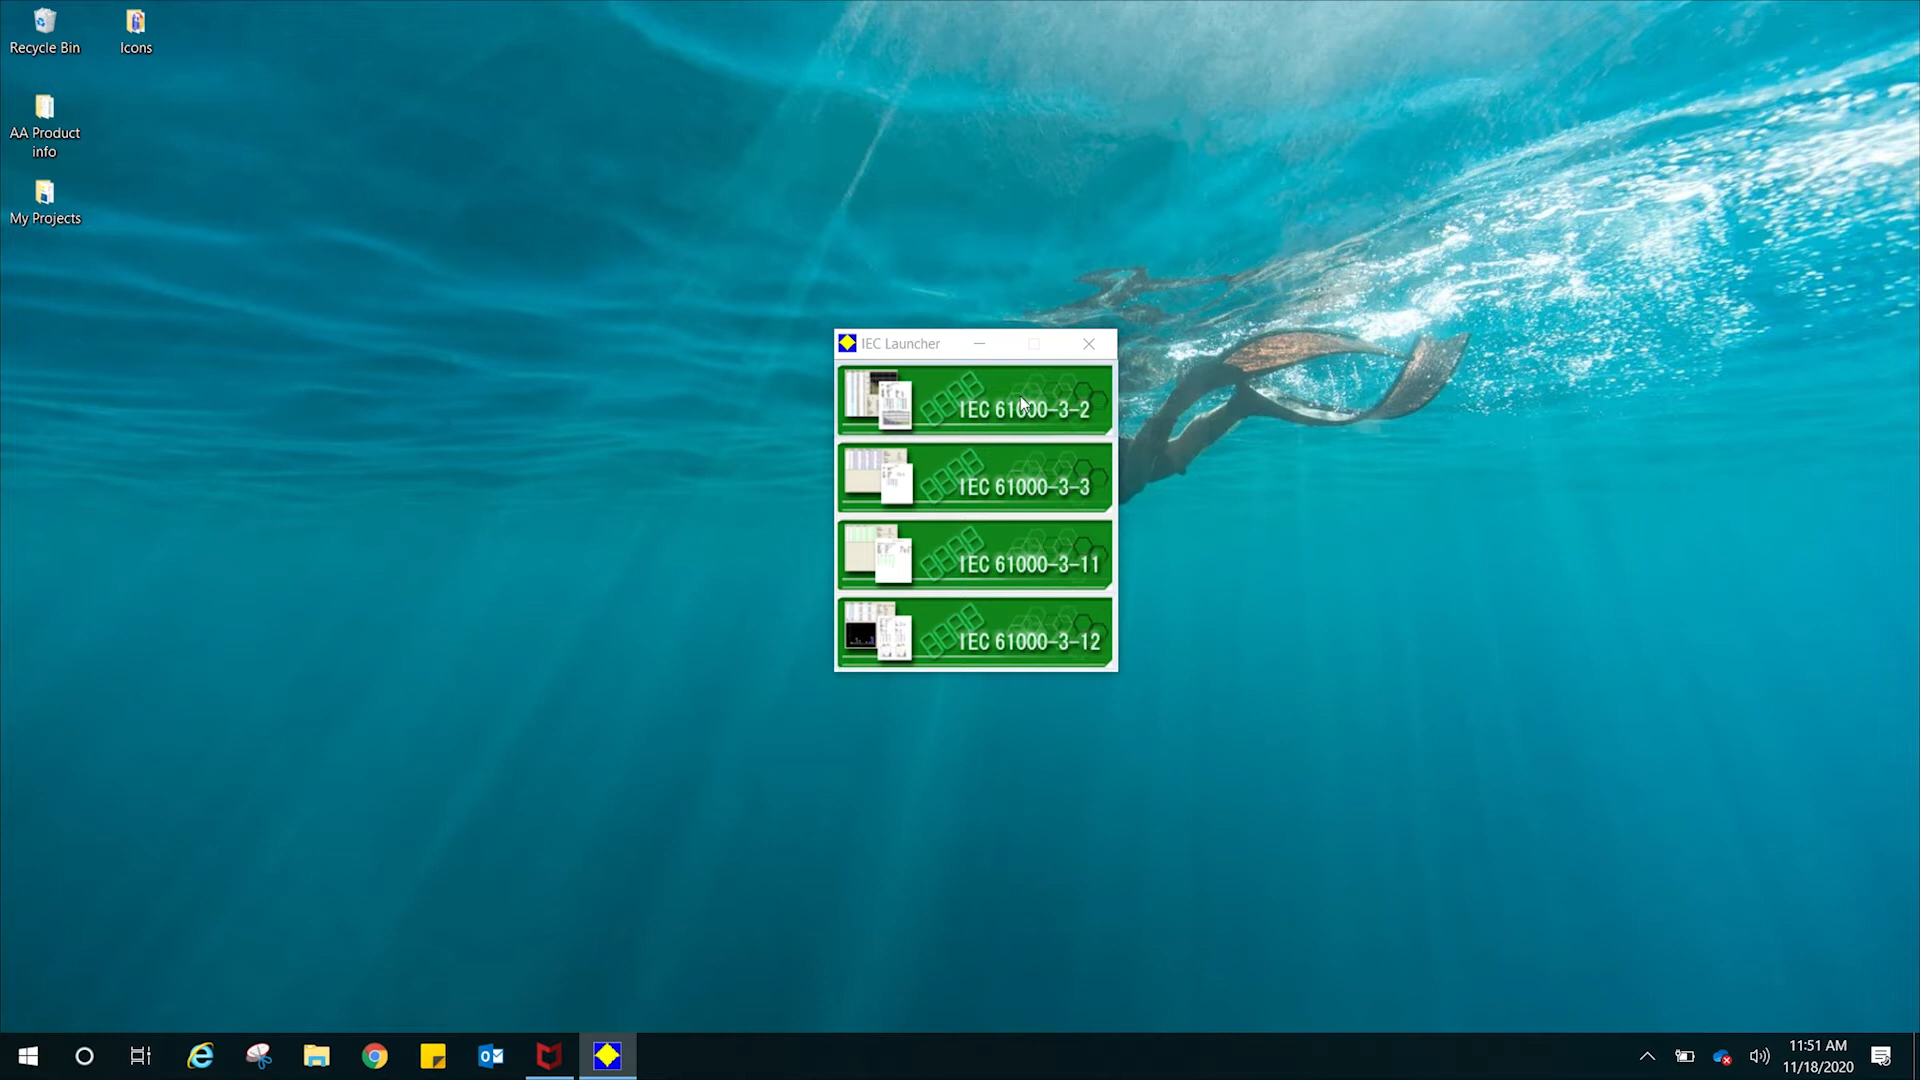 Recycle Bin
Icons
AA Product
info
My Projects
IEC Launcher
IEC 61000-3-2
IEC 61000-3-3
IEC 61000-3-11
IEC 61000-3-12
11:51 AM
11/18/2020